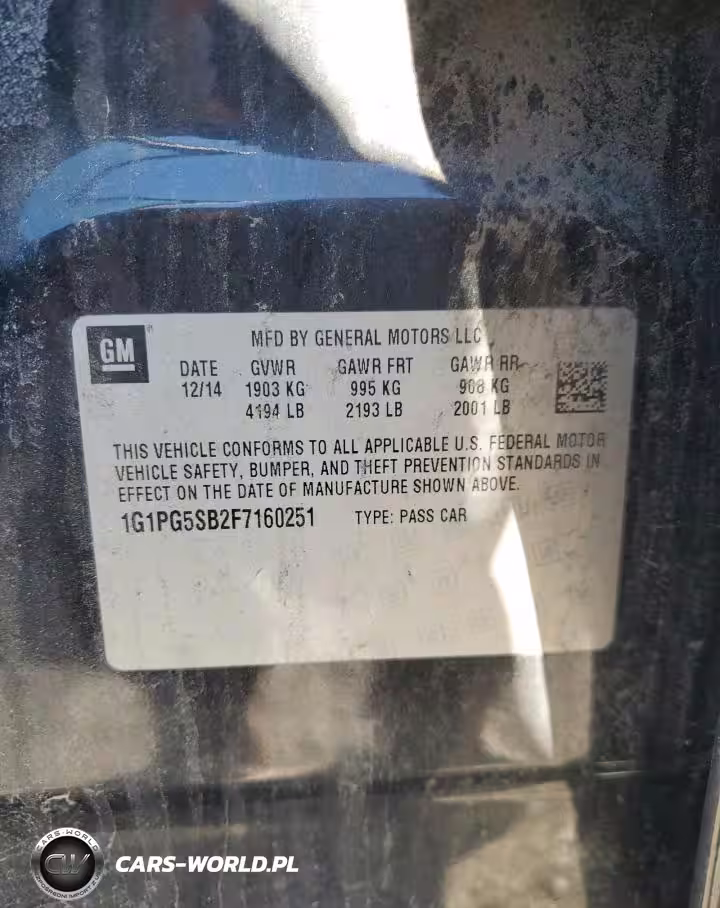 GM
MFD BY GENERAL MOTORS LLC
DATE GVWR GAWR FRT GAWR RR
12/14 1903 KG 995 KG 908 KG
4194 LB 2193 LB 2001 LB
THIS VEHICLE CONFORMS TO ALL APPLICABLE U.S. FEDERAL MOTOR
VEHICLE SAFETY, BUMPER, AND THEFT PREVENTION STANDARDS IN
EFFECT ON THE DATE OF MANUFACTURE SHOWN ABOVE.
1G1PG5SB2F7160251 TYPE: PASS CAR
CARS-WORLD
CW
CARS-WORLD.PL